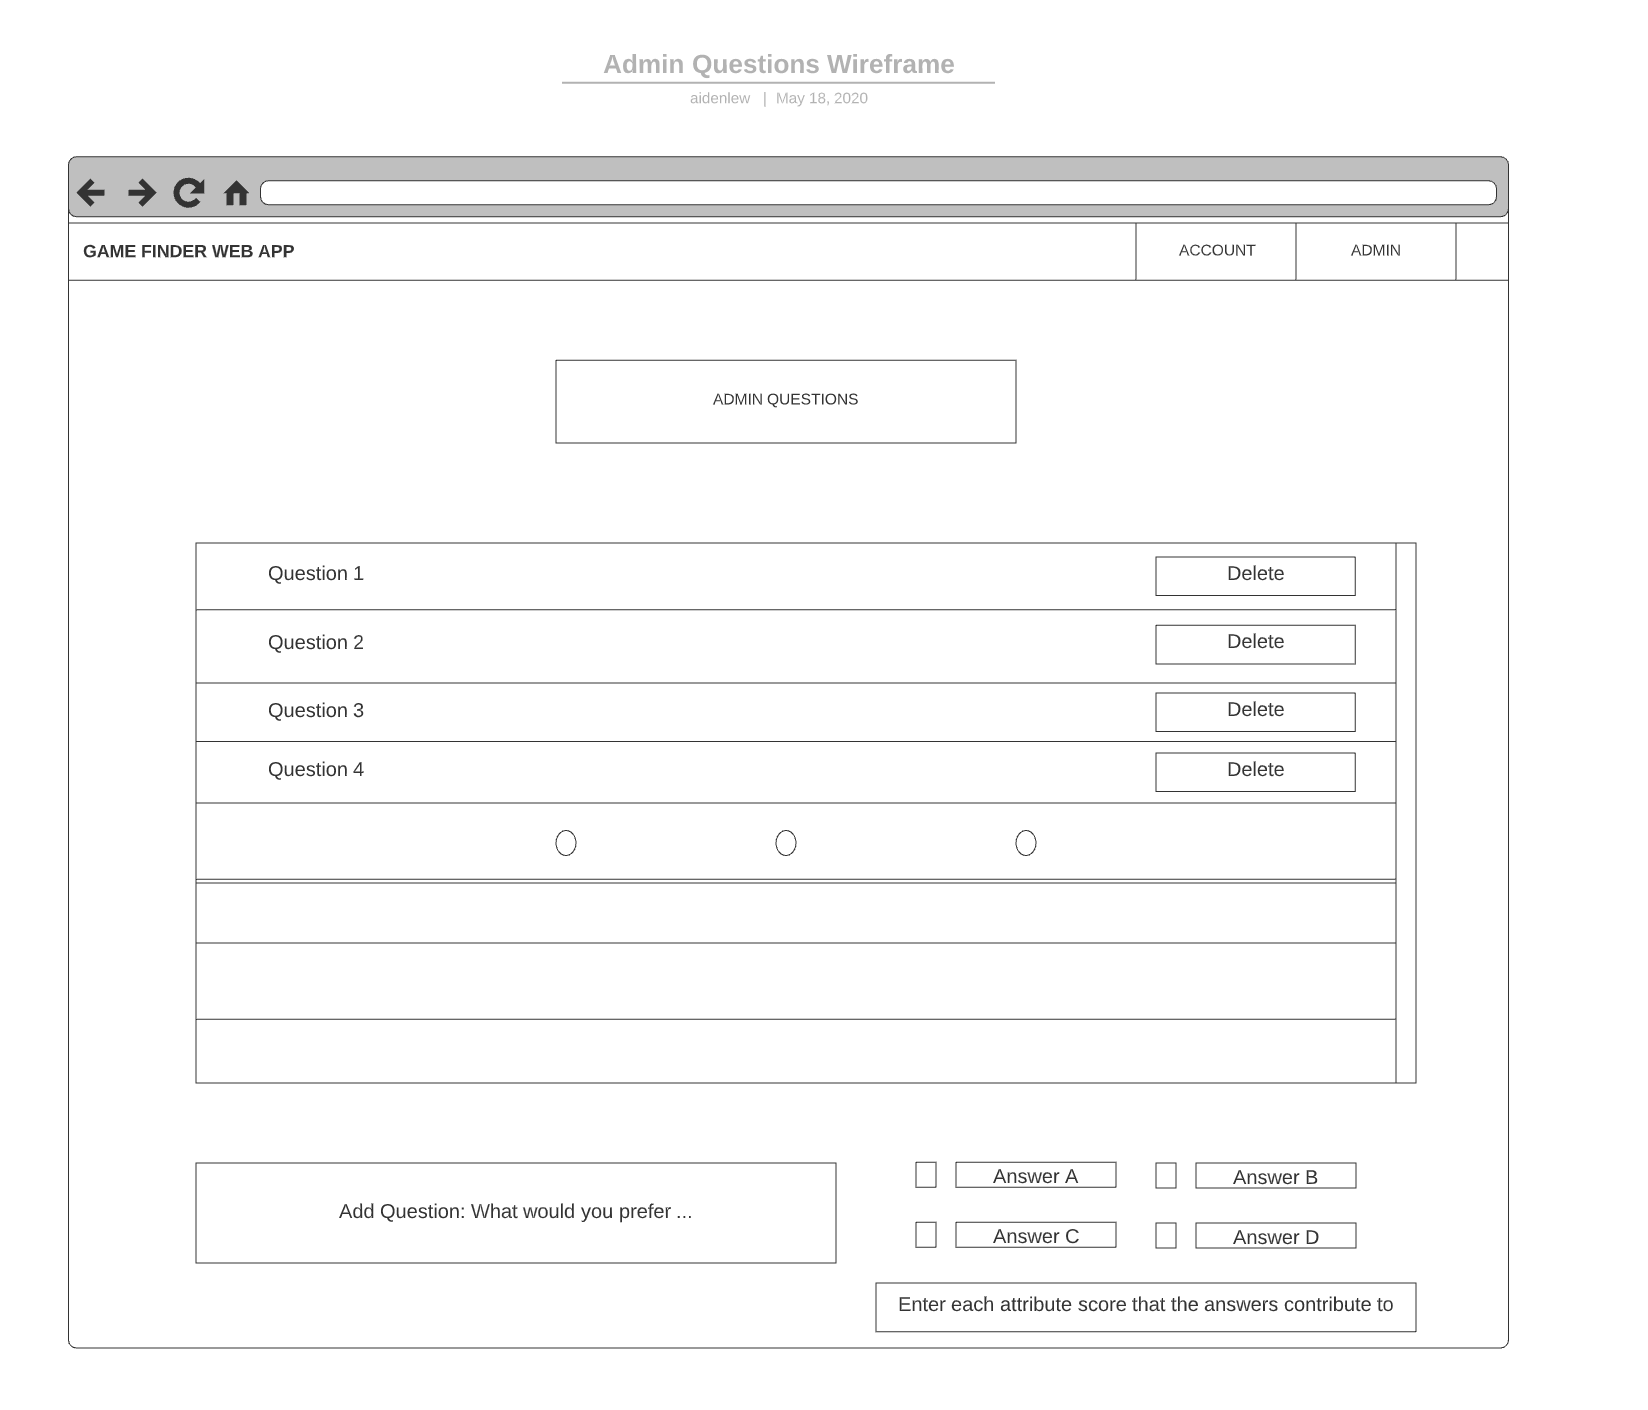 Admin Questions Wireframe
aidenlew | May 18, 2020
GAME FINDER WEB APP
ACCOUNT
ADMIN
ADMIN QUESTIONS
Question 1
Delete
Question 2
Delete
Question 3
Delete
Question 4
Delete
Add Question: What would you prefer ...
Answer A
Answer B
Answer C
Answer D
Enter each attribute score that the answers contribute to